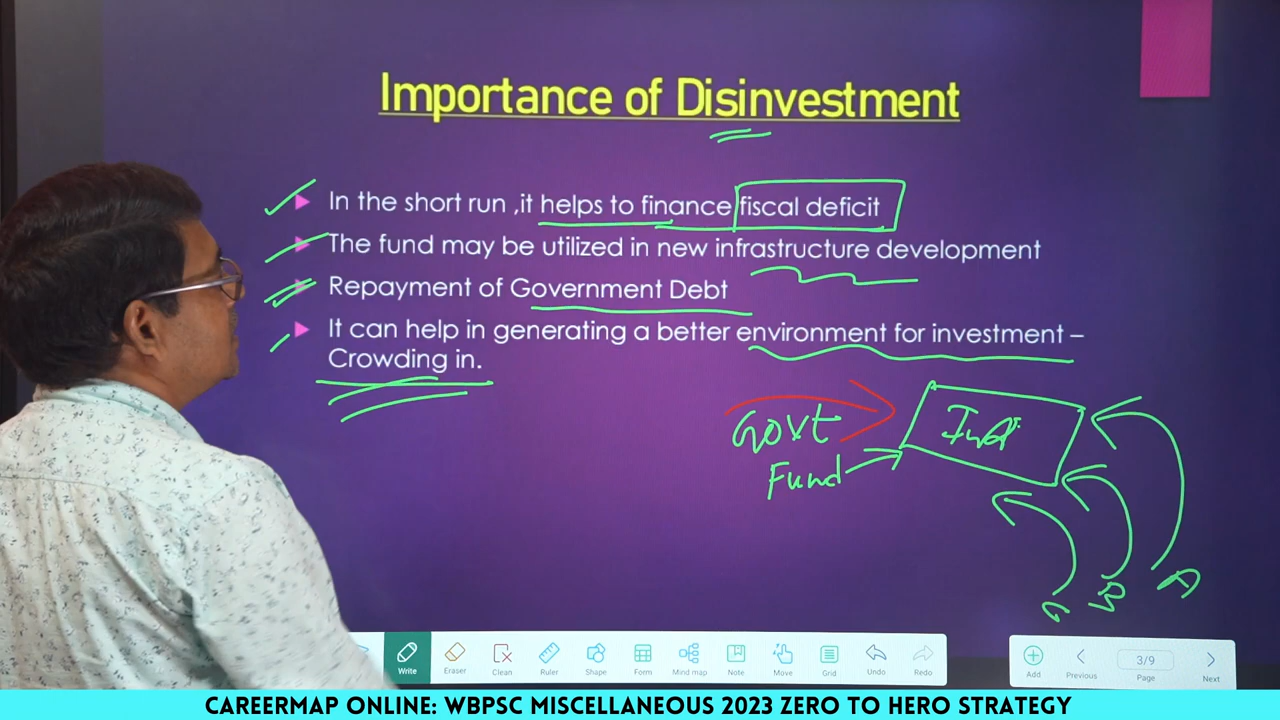 Importance of Disinvestment
In the short run ,it helps to finance fiscal deficit
The fund may be utilized in new infrastructure development
Repayment of Government Debt
It can help in generating a better environment for investment –
Crowding in.
Govt
Fund
A
B
Write
Eraser
Clean
Ruler
Shape
Form
Mind map
Note
Move
Grid
Undo
Redo
Add
Previous
3/9
Page
Next
CAREERMAP ONLINE: WBPSC MISCELLANEOUS 2023 ZERO TO HERO STRATEGY